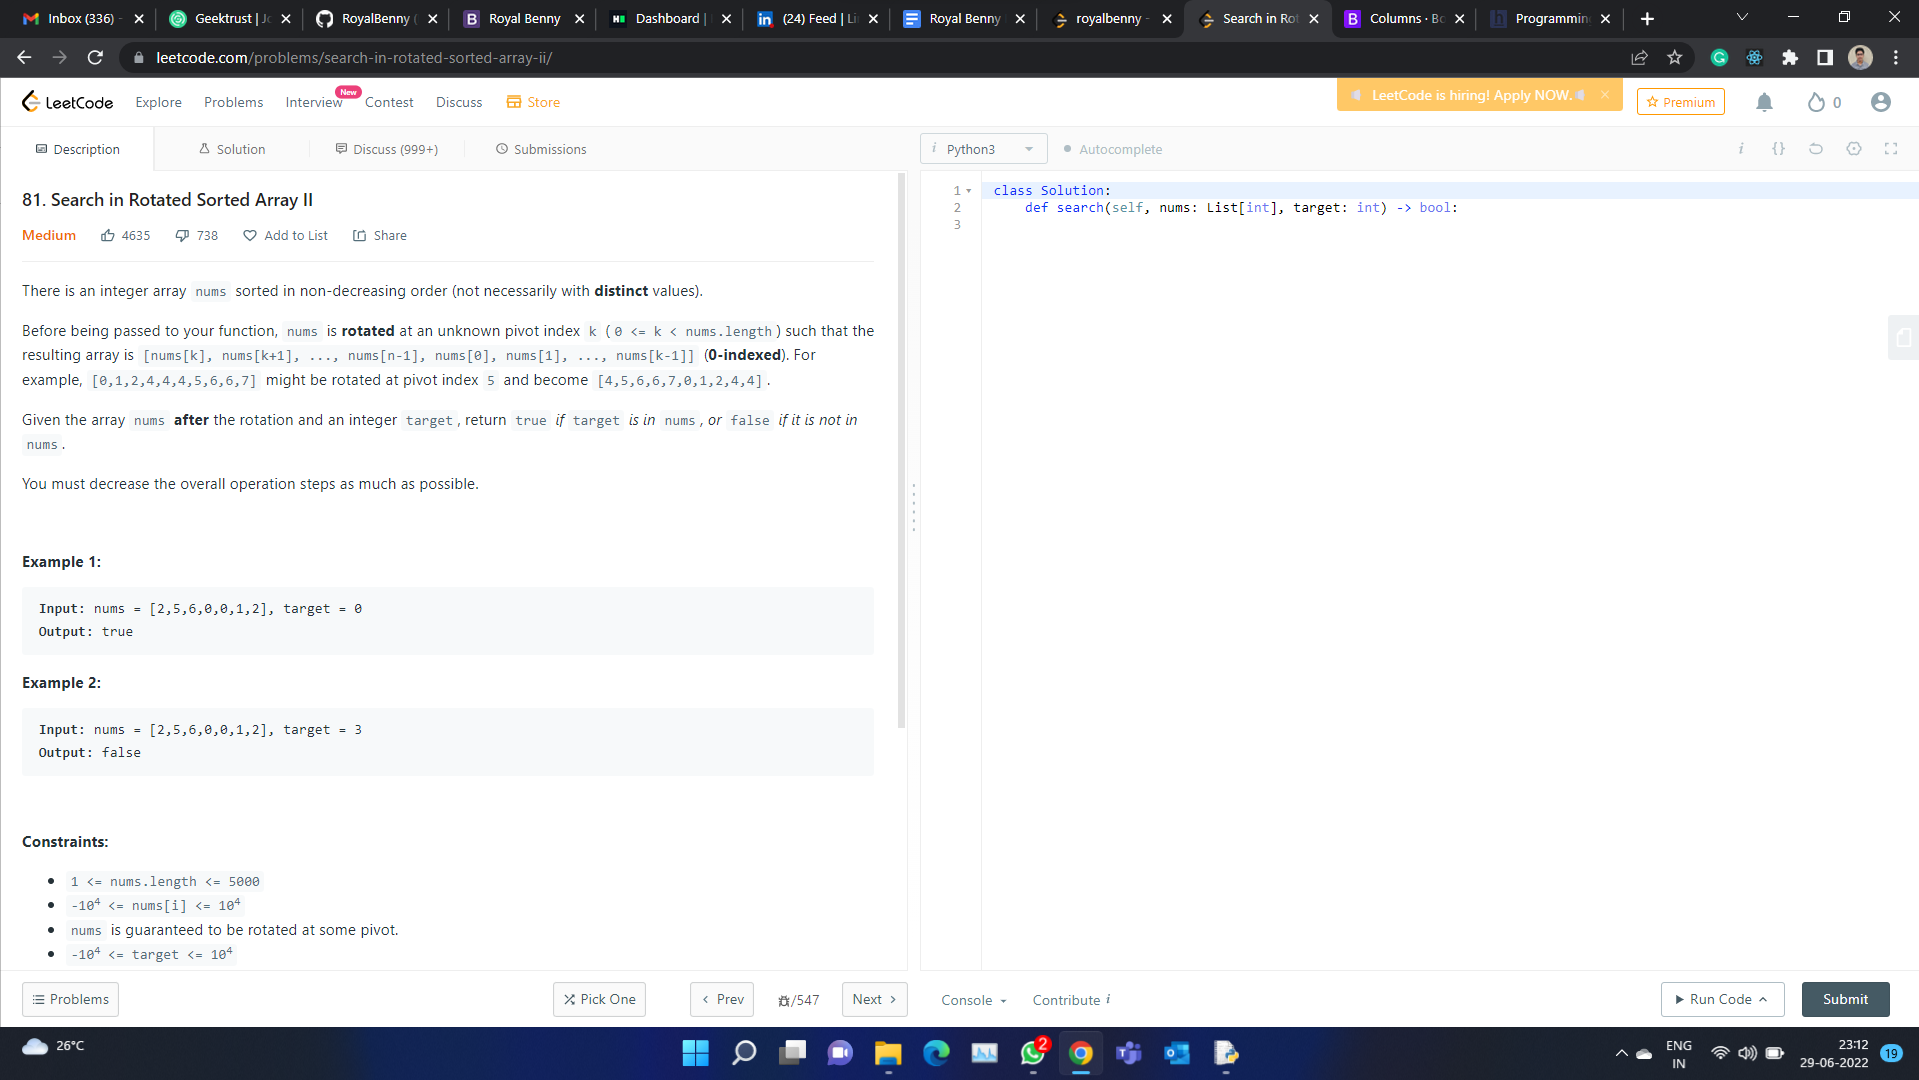 Inbox (336) -
Geektrust | Jo
RoyalBenny (
Royal Benny
Dashboard |
(24) Feed | Li
Royal Benny
royalbenny -
Search in Rot
Columns · Bo
Programmin
leetcode.com/problems/search-in-rotated-sorted-array-ii/
LeetCode
Explore
Problems
Interview
New
Contest
Discuss
Store
LeetCode is hiring! Apply NOW.
Premium
0
Description
Solution
Discuss (999+)
Submissions
Python3
Autocomplete
81. Search in Rotated Sorted Array II
Medium 4635 738 Add to List Share
There is an integer array nums sorted in non-decreasing order (not necessarily with distinct values).
Before being passed to your function, nums is rotated at an unknown pivot index k (0 <= k < nums.length) such that the
resulting array is [nums[k], nums[k+1], ..., nums[n-1], nums[0], nums[1], ..., nums[k-1]] (0-indexed). For
example, [0,1,2,4,4,4,5,6,6,7] might be rotated at pivot index 5 and become [4,5,6,6,7,0,1,2,4,4].
Given the array nums after the rotation and an integer target, return true if target is in nums, or false if it is not in
nums.
You must decrease the overall operation steps as much as possible.
Example 1:
Input: nums = [2,5,6,0,0,1,2], target = 0
Output: true
Example 2:
Input: nums = [2,5,6,0,0,1,2], target = 3
Output: false
Constraints:
1 <= nums.length <= 5000
-10⁴ <= nums[i] <= 10⁴
nums is guaranteed to be rotated at some pivot.
-10⁴ <= target <= 10⁴
1 class Solution:
2 def search(self, nums: List[int], target: int) -> bool:
3
Problems
Pick One
Prev
/547
Next
Console
Contribute i
Run Code
Submit
26°C
2
ENG
IN
23:12
29-06-2022
19